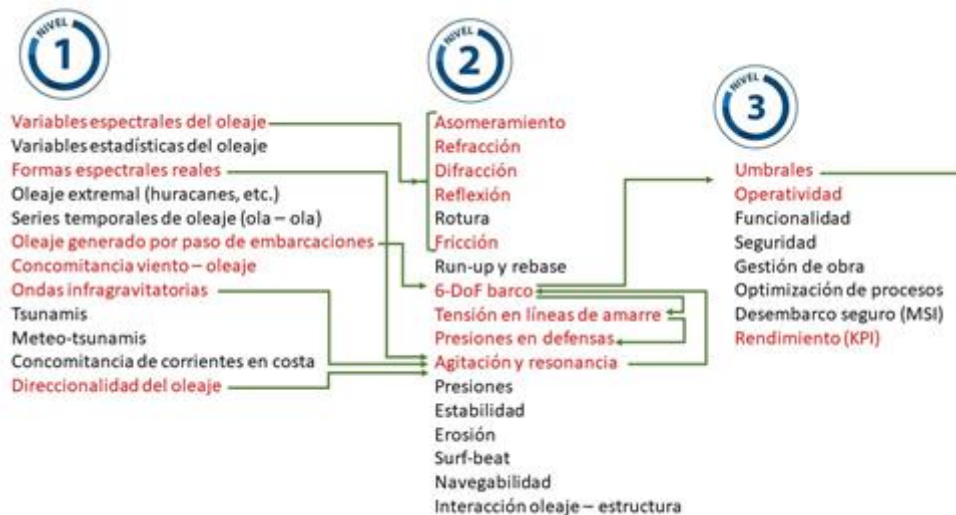 NIVEL
1
Variables espectrales del oleaje
Variables estadísticas del oleaje
Formas espectrales reales
Oleaje extremal (huracanes, etc.)
Series temporales de oleaje (ola – ola)
Oleaje generado por paso de embarcaciones
Concomitancia viento – oleaje
Ondas infragravitatorias
Tsunamis
Meteo-tsunamis
Concomitancia de corrientes en costa
Direccionalidad del oleaje
NIVEL
2
Asomeramiento
Refracción
Difracción
Reflexión
Rotura
Fricción
Run-up y rebase
6-DoF barco
Tensión en líneas de amarre
Presiones en defensas
Agitación y resonancia
Presiones
Estabilidad
Erosión
Surf-beat
Navegabilidad
Interacción oleaje – estructura
NIVEL
3
Umbrales
Operatividad
Funcionalidad
Seguridad
Gestión de obra
Optimización de procesos
Desembarco seguro (MSI)
Rendimiento (KPI)